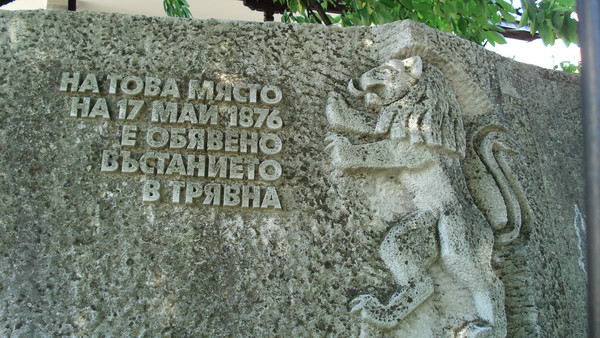 НА ТОВА МЯСТО
НА 17 МАЙ 1876
Е ОБЯВЕНО
ВЪСТАНИЕТО
В ТРЯВНА